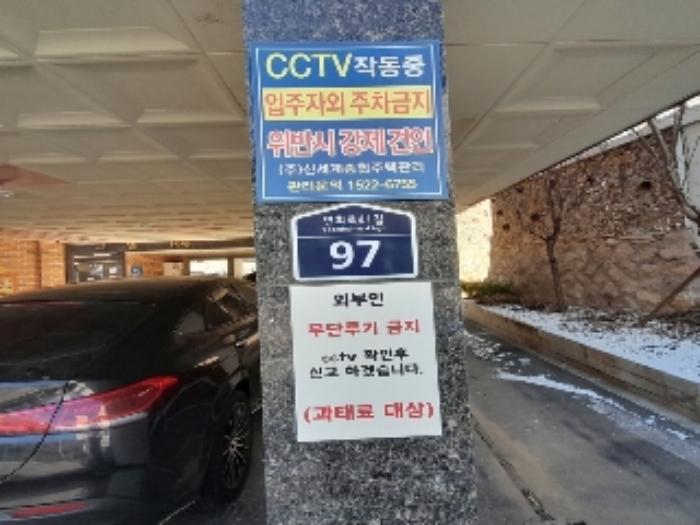 CCTV작동중
입주자외 주차금지
위반시 강제견인
(주)신세계종합주택관리
관리문의 1522-6755
97
외부인
무단투기 금지
cctv 확인후
신고 하겠습니다.
(과태료 대상)